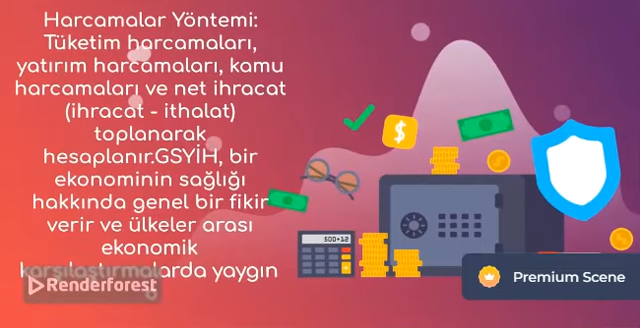 Harcamalar Yöntemi:
Tüketim harcamaları,
yatırım harcamaları, kamu
harcamaları ve net ihracat
(ihracat - ithalat)
toplanarak
hesaplanır.GSYİH, bir
ekonominin sağlığı
hakkında genel bir fikir
verir ve ülkeler arası
ekonomik
karşılaştırmalarda yaygın
Renderforest
Premium Scene